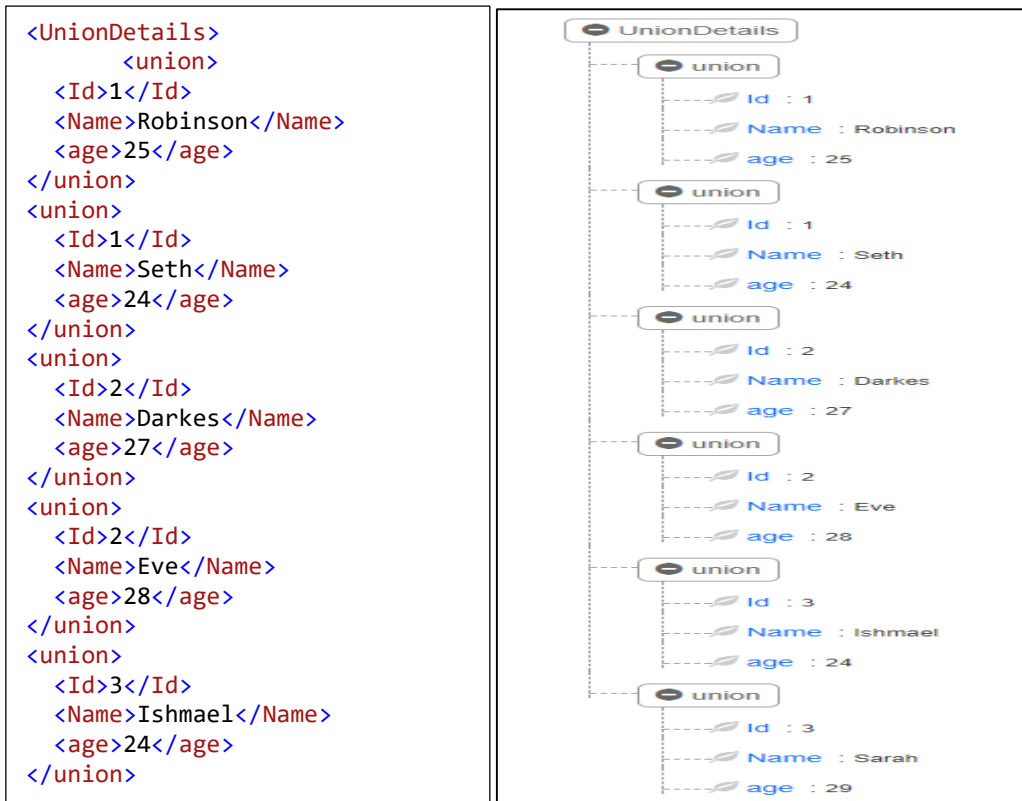 <UnionDetails>
<union>
<Id>1</Id>
<Name>Robinson</Name>
<age>25</age>
</union>
<union>
<Id>1</Id>
<Name>Seth</Name>
<age>24</age>
</union>
<union>
<Id>2</Id>
<Name>Darkes</Name>
<age>27</age>
</union>
<union>
<Id>2</Id>
<Name>Eve</Name>
<age>28</age>
</union>
<union>
<Id>3</Id>
<Name>Ishmael</Name>
<age>24</age>
</union>
UnionDetails
union
Id : 1
Name : Robinson
age : 25
union
Id : 1
Name : Seth
age : 24
union
Id : 2
Name : Darkes
age : 27
union
Id : 2
Name : Eve
age : 28
union
Id : 3
Name : Ishmael
age : 24
union
Id : 3
Name : Sarah
age : 29